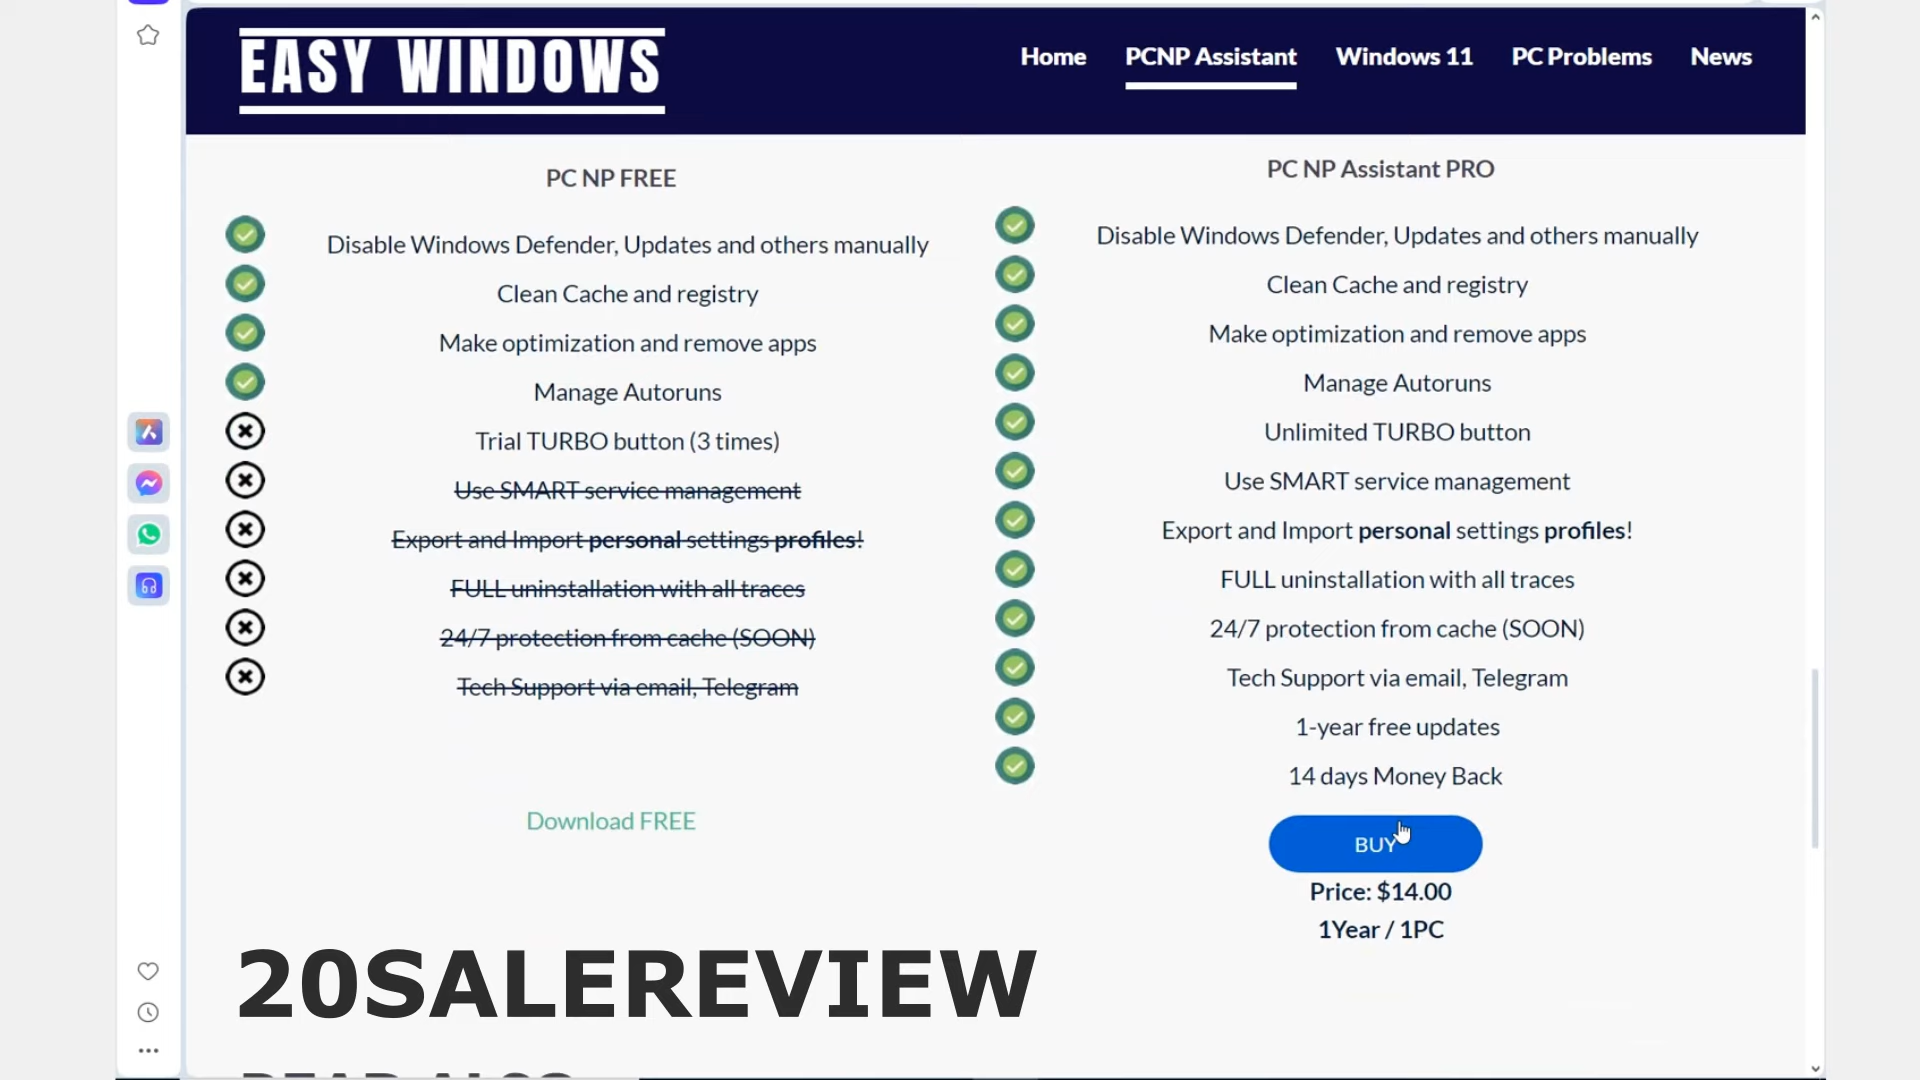 EASY WINDOWS
Home PCNP Assistant Windows 11 PC Problems News
PC NP FREE
Disable Windows Defender, Updates and others manually
Clean Cache and registry
Make optimization and remove apps
Manage Autoruns
Trial TURBO button (3 times)
Use SMART service management
Export and Import personal settings profiles!
FULL uninstallation with all traces
24/7 protection from cache (SOON)
Tech Support via email, Telegram
Download FREE
PC NP Assistant PRO
Disable Windows Defender, Updates and others manually
Clean Cache and registry
Make optimization and remove apps
Manage Autoruns
Unlimited TURBO button
Use SMART service management
Export and Import personal settings profiles!
FULL uninstallation with all traces
24/7 protection from cache (SOON)
Tech Support via email, Telegram
1-year free updates
14 days Money Back
BUY
Price: $14.00
1Year / 1PC
20SALEREVIEW
READ ALSO